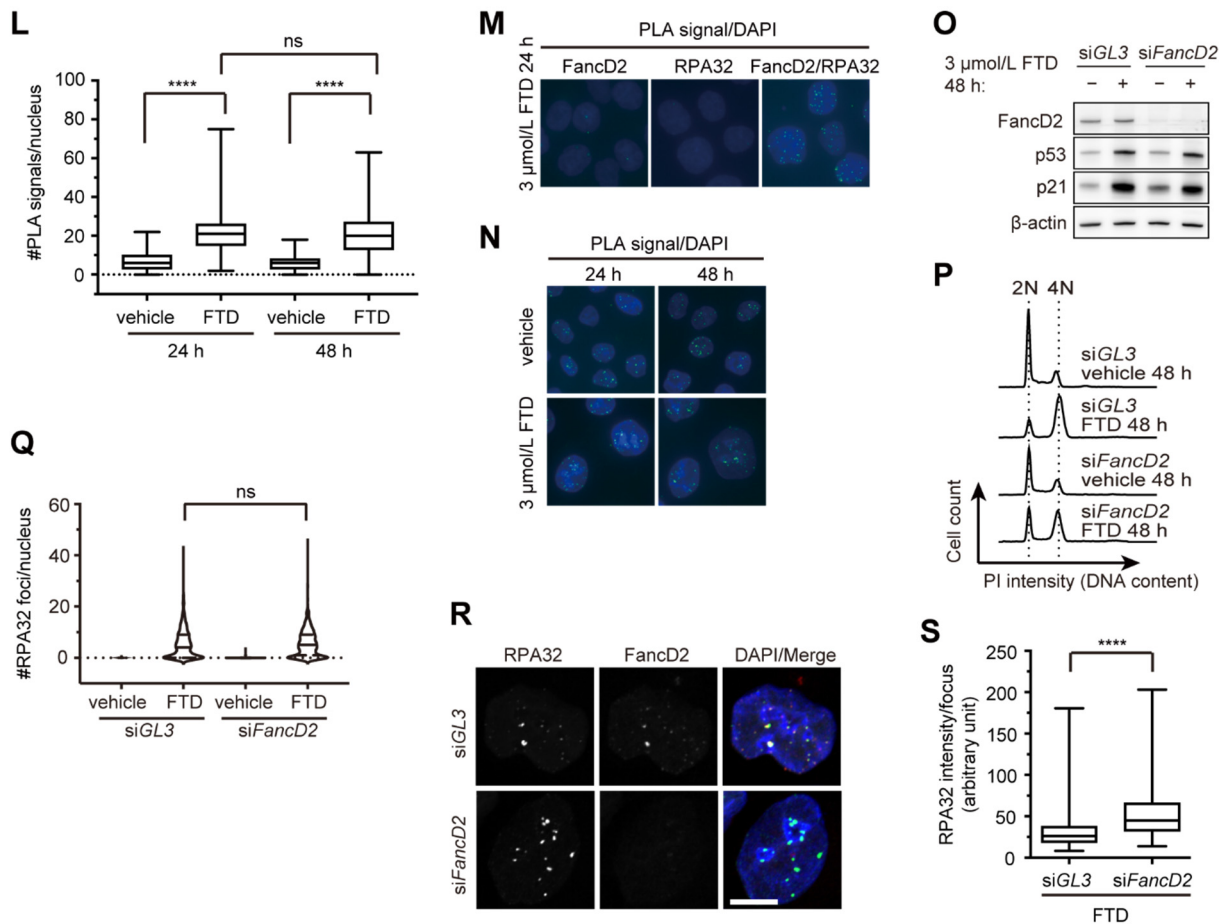 L
ns
****
****
#PLA signals/nucleus
100
80
60
40
20
0
vehicle
FTD
vehicle
FTD
24 h
48 h
M
PLA signal/DAPI
3 μmol/L FTD 24 h
FancD2
RPA32
FancD2/RPA32
N
PLA signal/DAPI
24 h
48 h
vehicle
3 μmol/L FTD
O
siGL3
siFancD2
3 μmol/L FTD
48 h:
−
+
−
+
FancD2
p53
p21
β-actin
P
2N
4N
siGL3
vehicle 48 h
siGL3
FTD 48 h
siFancD2
vehicle 48 h
siFancD2
FTD 48 h
Cell count
PI intensity (DNA content)
Q
ns
#RPA32 foci/nucleus
60
40
20
0
vehicle
FTD
vehicle
FTD
siGL3
siFancD2
R
RPA32
FancD2
DAPI/Merge
siGL3
siFancD2
S
****
RPA32 intensity/focus
(arbitrary unit)
250
200
150
100
50
25
0
siGL3
siFancD2
FTD